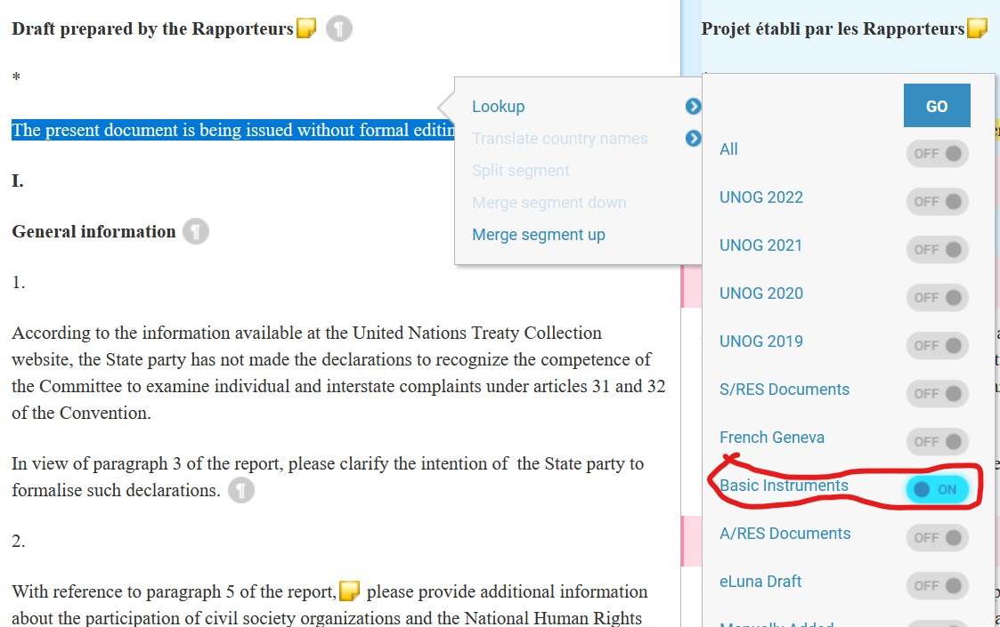 Draft prepared by the Rapporteurs
*
The present document is being issued without formal
I.
General information
1.
According to the information available at the United Nations Treaty Collection
website, the State party has not made the declarations to recognize the competence of
the Committee to examine individual and interstate complaints under articles 31 and 32
of the Convention.
In view of paragraph 3 of the report, please clarify the intention of the State party to
formalise such declarations.
2.
With reference to paragraph 5 of the report, please provide additional information
about the participation of civil society organizations and the National Human Rights
Lookup
Translate country names
Split segment
Merge segment down
Merge segment up
Projet établi par les Rapporteurs
GO
All OFF
UNOG 2022 OFF
UNOG 2021 OFF
UNOG 2020 OFF
UNOG 2019 OFF
S/RES Documents OFF
French Geneva OFF
Basic Instruments ON
A/RES Documents OFF
eLuna Draft OFF
Manually Added